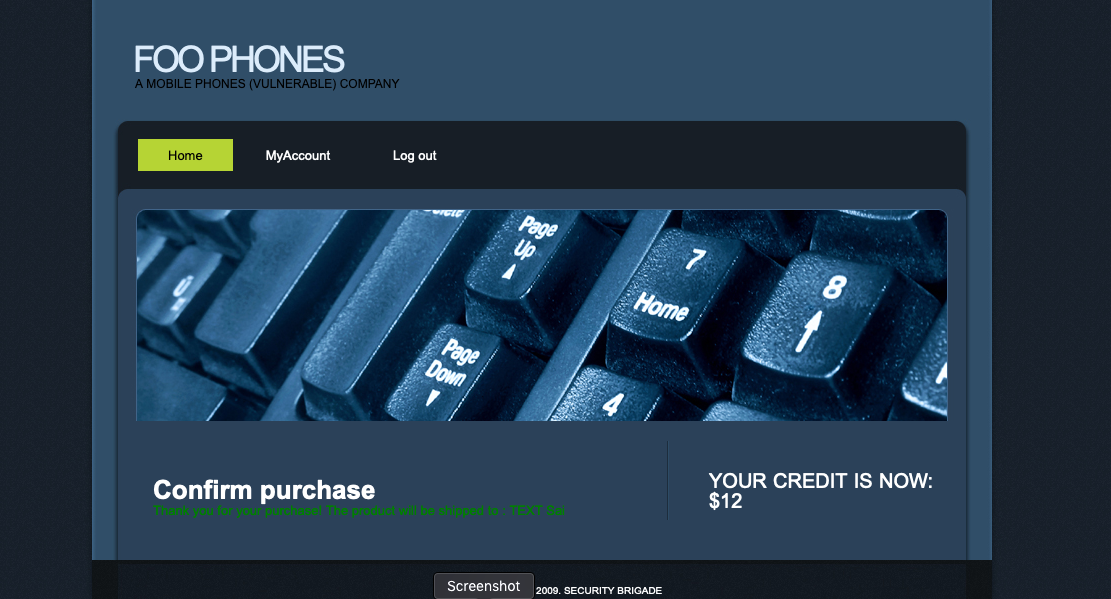 FOO PHONES
A MOBILE PHONES (VULNERABLE) COMPANY
Home
MyAccount
Log out
Delete
Page
Up
7
Home
8
Page
Down
4
Confirm purchase
Thank you for your purchase! The product will be shipped to : TEXT Sai
YOUR CREDIT IS NOW:
$12
Screenshot
2009. SECURITY BRIGADE